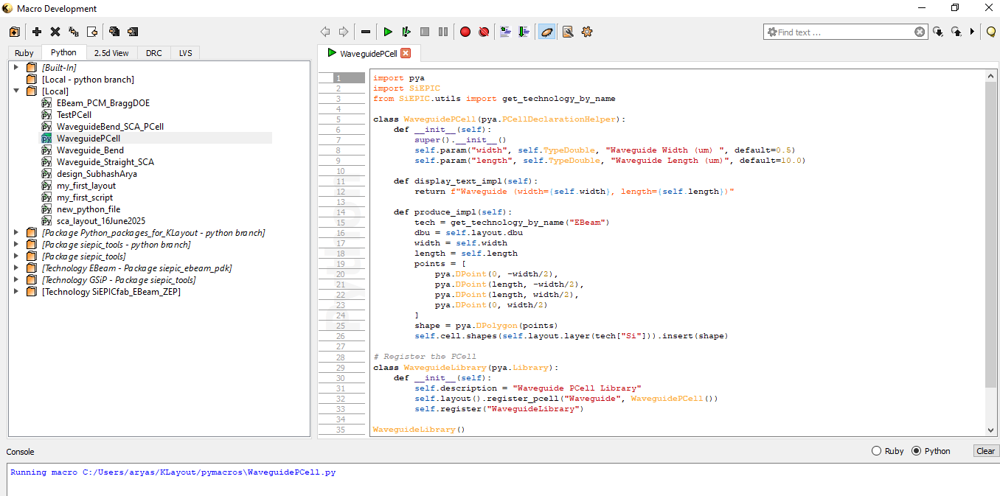 Macro Development
Find text ...
Ruby Python 2.5d View DRC LVS
[Built-In]
[Local - python branch]
[Local]
EBeam_PCM_BraggDOE
TestPCell
WaveguideBend_SCA_PCell
WaveguidePCell
Waveguide_Bend
Waveguide_Straight_SCA
design_SubhashArya
my_first_layout
my_first_script
new_python_file
sca_layout_16June2025
[Package Python_packages_for_KLayout - python branch]
[Package siepic_tools - python branch]
[Package siepic_tools]
[Technology EBeam - Package siepic_ebeam_pdk]
[Technology GSiP - Package siepic_tools]
[Technology SiEPICfab_EBeam_ZEP]
WaveguidePCell
Python
1 import pya
2 import SiEPIC
3 from SiEPIC.utils import get_technology_by_name
4
5 class WaveguidePCell(pya.PCellDeclarationHelper):
6     def __init__(self):
7         super().__init__()
8         self.param("width", self.TypeDouble, "Waveguide Width (um) ", default=0.5)
9         self.param("length", self.TypeDouble, "Waveguide Length (um)", default=10.0)
10
11     def display_text_impl(self):
12         return f"Waveguide (width={self.width}, length={self.length})"
13
14     def produce_impl(self):
15         tech = get_technology_by_name("EBeam")
16         dbu = self.layout.dbu
17         width = self.width
18         length = self.length
19         points = [
20             pya.DPoint(0, -width/2),
21             pya.DPoint(length, -width/2),
22             pya.DPoint(length, width/2),
23             pya.DPoint(0, width/2)
24         ]
25         shape = pya.DPolygon(points)
26         self.cell.shapes(self.layout.layer(tech["Si"])).insert(shape)
27
28 # Register the PCell
29 class WaveguideLibrary(pya.Library):
30     def __init__(self):
31         self.description = "Waveguide PCell Library"
32         self.layout().register_pcell("Waveguide", WaveguidePCell())
33         self.register("WaveguideLibrary")
34
35 WaveguideLibrary()
Console
Ruby Python Clear
Running macro C:/Users/aryas/KLayout/pymacros\WaveguidePCell.py